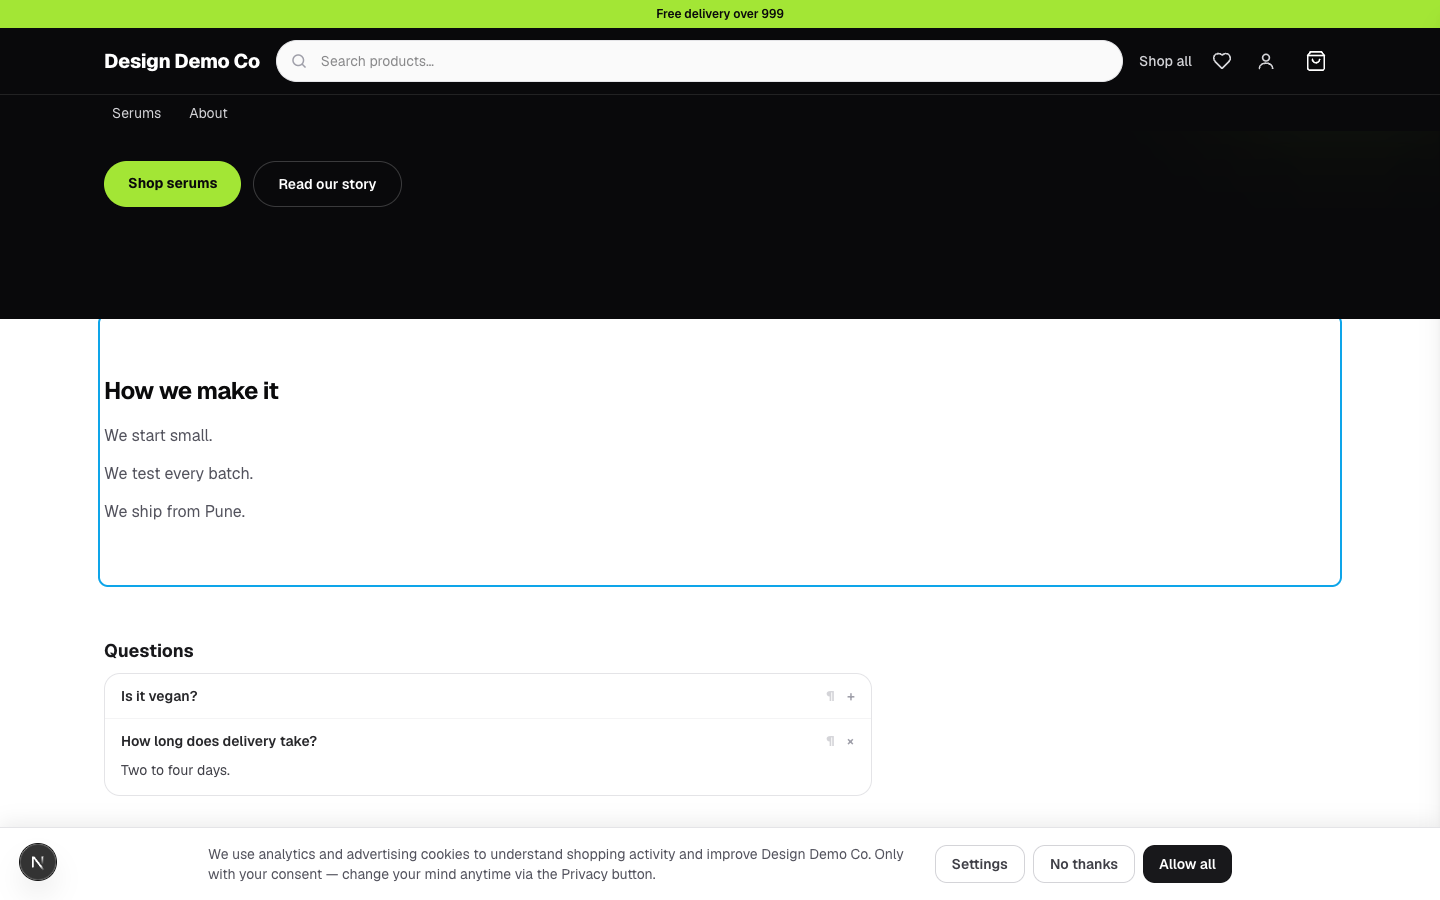 Free delivery over 999
Design Demo Co
Search products...
Shop all
Serums
About
Shop serums
Read our story
How we make it
We start small.
We test every batch.
We ship from Pune.
Questions
Is it vegan? ¶ +
How long does delivery take? ¶ ×
Two to four days.
We use analytics and advertising cookies to understand shopping activity and improve Design Demo Co. Only
with your consent — change your mind anytime via the Privacy button.
Settings
No thanks
Allow all
N